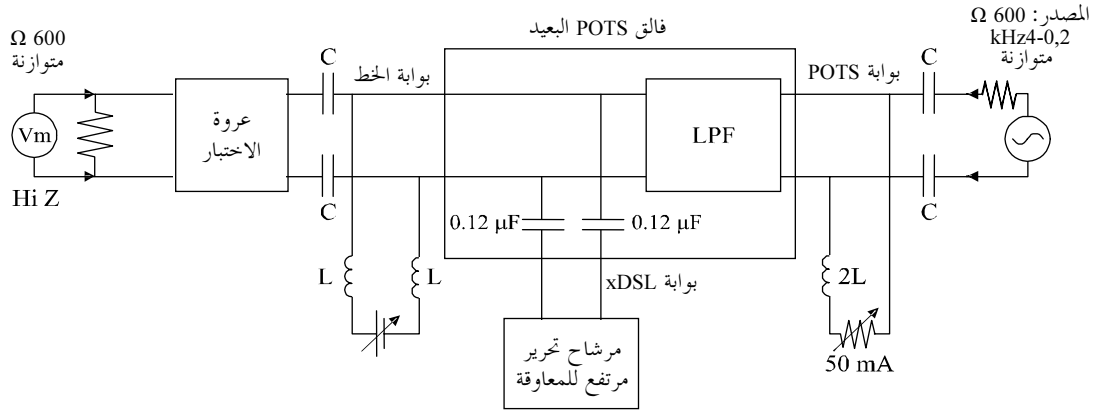 المصدر: 600 Ω
kHz4-0,2
متوازنة
C
C
بوابة POTS
LPF
2L
50 mA
فالق POTS البعيد
0.12 µF
0.12 µF
بوابة xDSL
مرشاح تحرير
مرتفع للمعاوقة
بوابة الخط
C
C
L
L
عروة
الاختبار
600 Ω
متوازنة
Vm
Hi Z